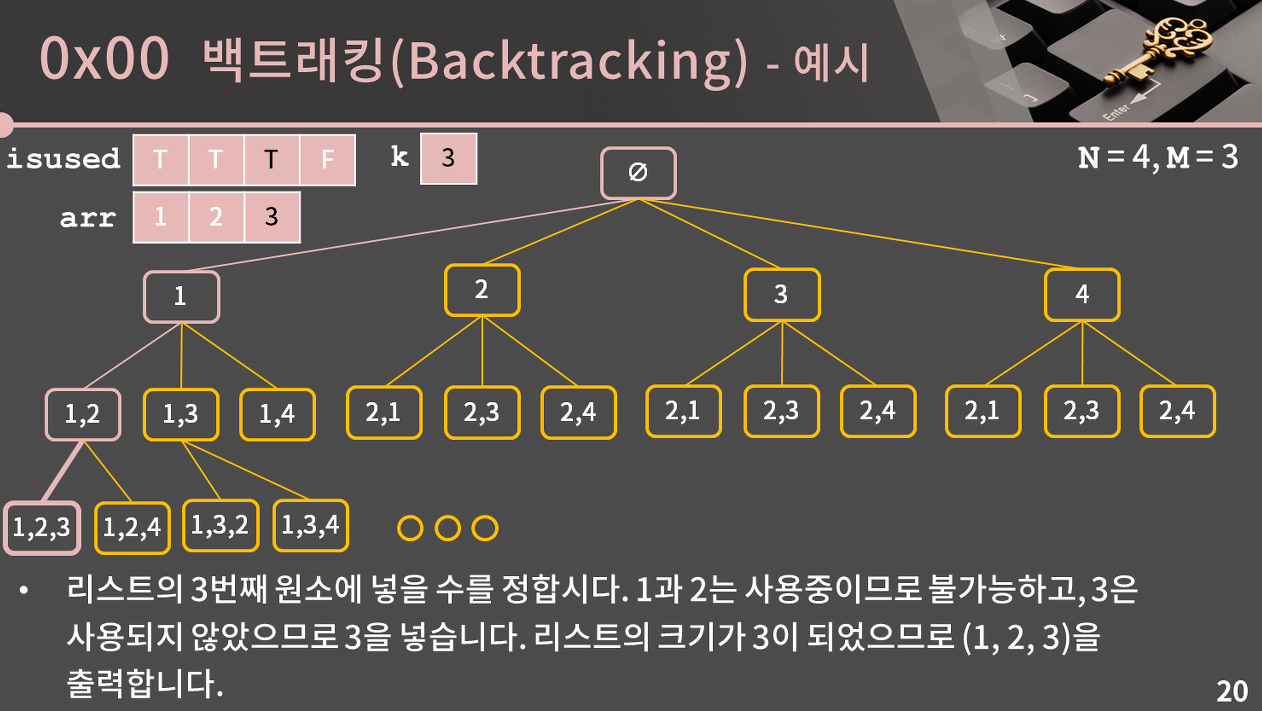 0x00 백트래킹(Backtracking) - 예시
Enter
isused T T T F k 3
N = 4, M = 3
arr 1 2 3
∅
1 2 3 4
1,2 1,3 1,4 2,1 2,3 2,4 2,1 2,3 2,4 2,1 2,3 2,4
1,2,3 1,2,4 1,3,2 1,3,4
• 리스트의 3번째 원소에 넣을 수를 정합시다. 1과 2는 사용중이므로 불가능하고, 3은
사용되지 않았으므로 3을 넣습니다. 리스트의 크기가 3이 되었으므로 (1, 2, 3)을
출력합니다.
20